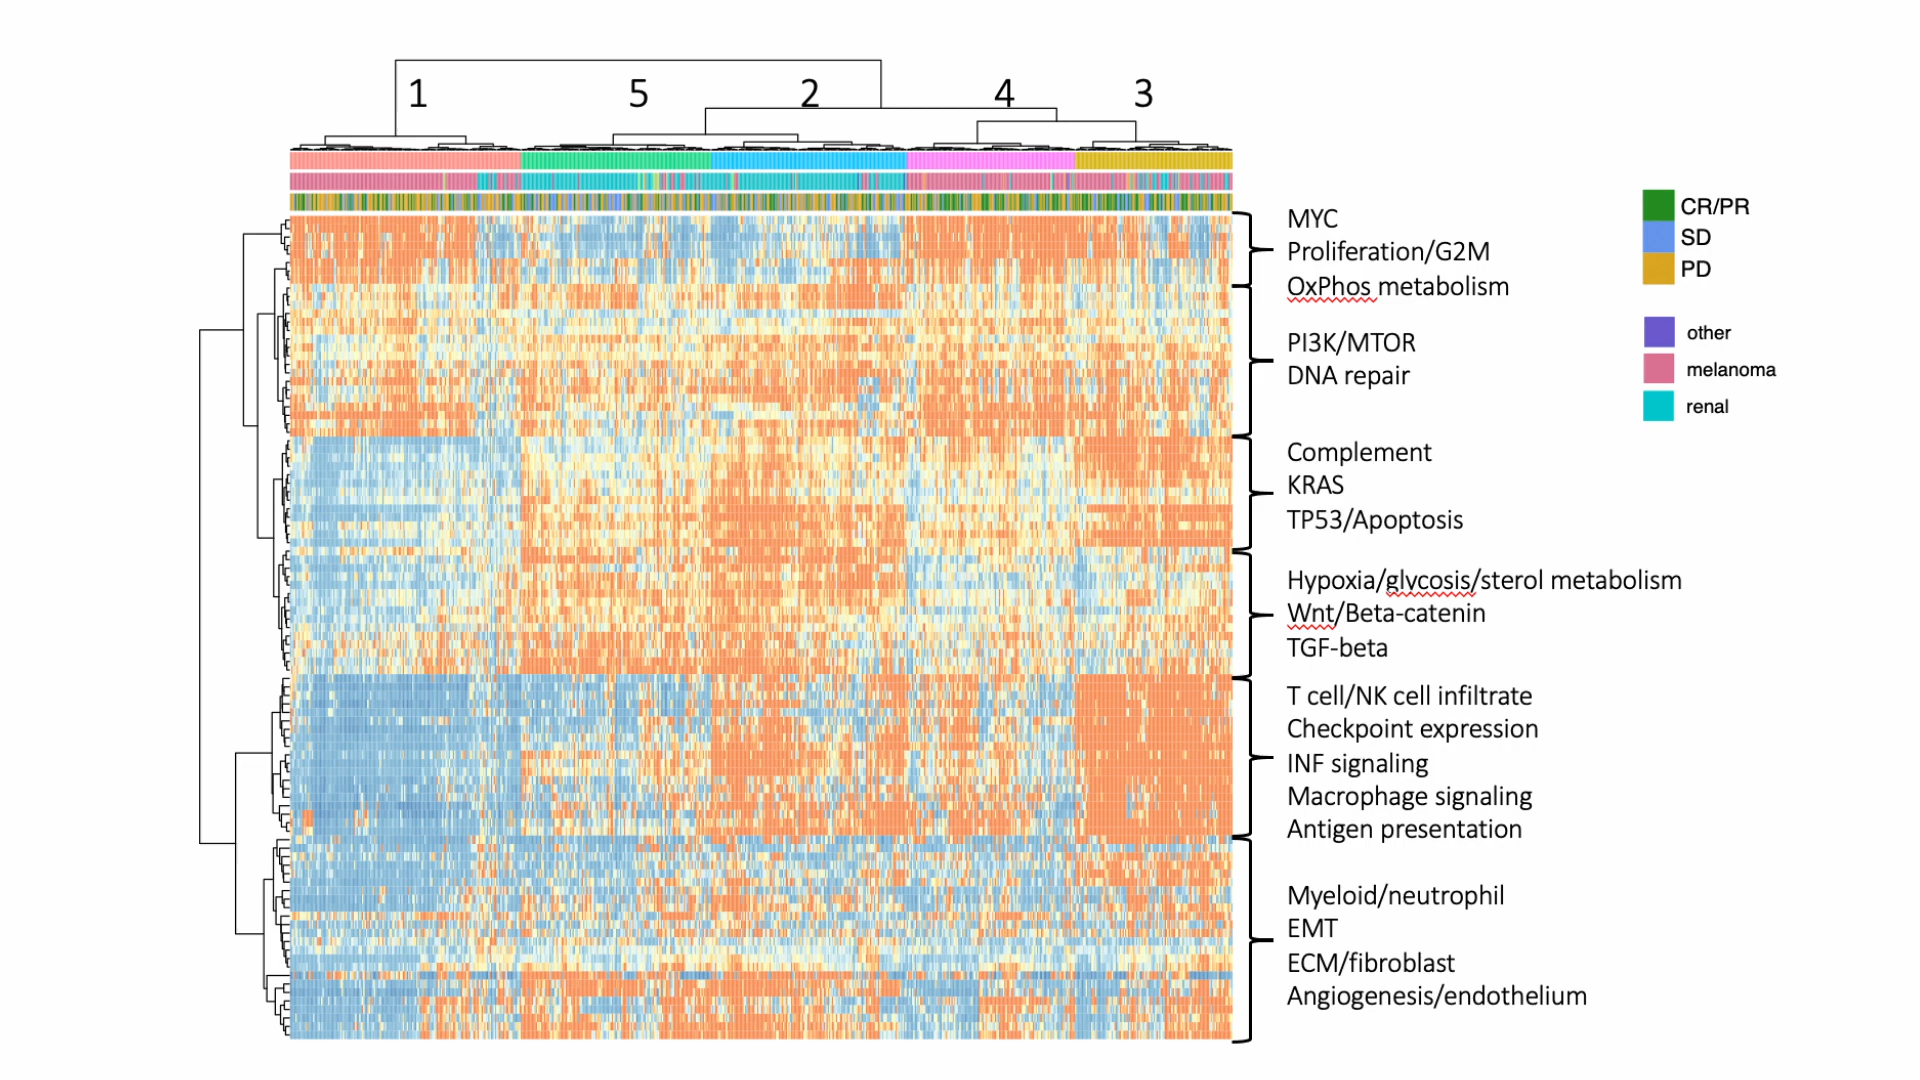 1 5 2 4 3
MYC
Proliferation/G2M
OxPhos metabolism
PI3K/MTOR
DNA repair
Complement
KRAS
TP53/Apoptosis
Hypoxia/glycosis/sterol metabolism
Wnt/Beta-catenin
TGF-beta
T cell/NK cell infiltrate
Checkpoint expression
INF signaling
Macrophage signaling
Antigen presentation
Myeloid/neutrophil
EMT
ECM/fibroblast
Angiogenesis/endothelium
CR/PR
SD
PD
other
melanoma
renal